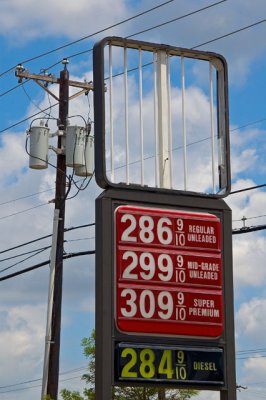 286 9/10 REGULAR
UNLEADED
299 9/10 MID-GRADE
UNLEADED
309 9/10 SUPER
PREMIUM
284 9/10 DIESEL